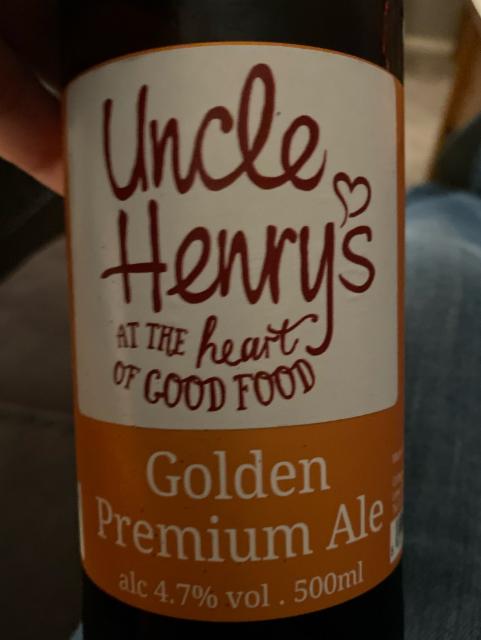 Uncle
Henry's
AT THE heart
OF GOOD FOOD
Golden
Premium Ale
alc 4.7% vol . 500ml